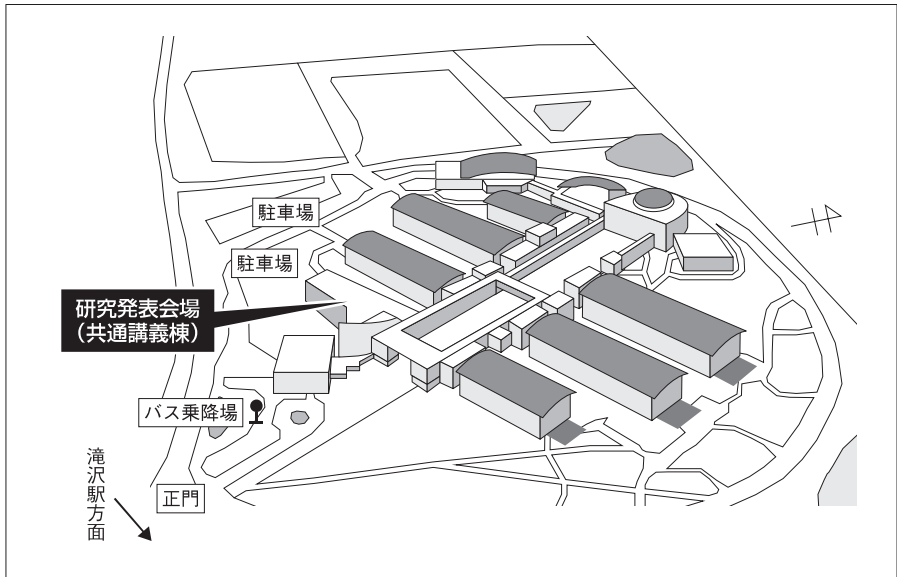 駐車場
駐車場
研究発表会場
(共通講義棟)
バス乗降場
正門
滝沢駅方面